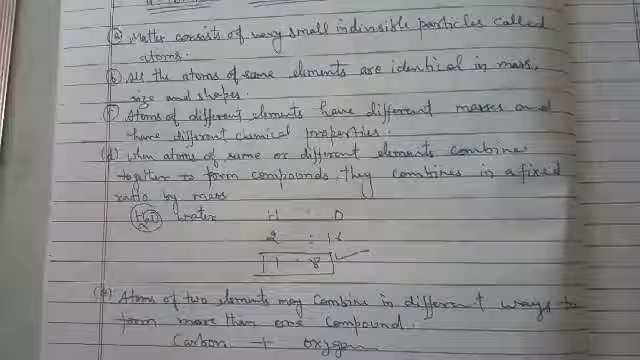 (a) Matter consists of very small indivisible particles called
atoms.
(b) All the atoms of same elements are identical in mass,
size and shapes.
(c) Atoms of different elements have different masses and
have different chemical properties.
(d) When atoms of same or different elements combine
together to form compounds, they combines in a fixed
ratio by mass
H2O Water H : O
2 : 16
1 : 8
Atoms of two elements may combine in different ways to
form more than one compound.
Carbon + oxygen